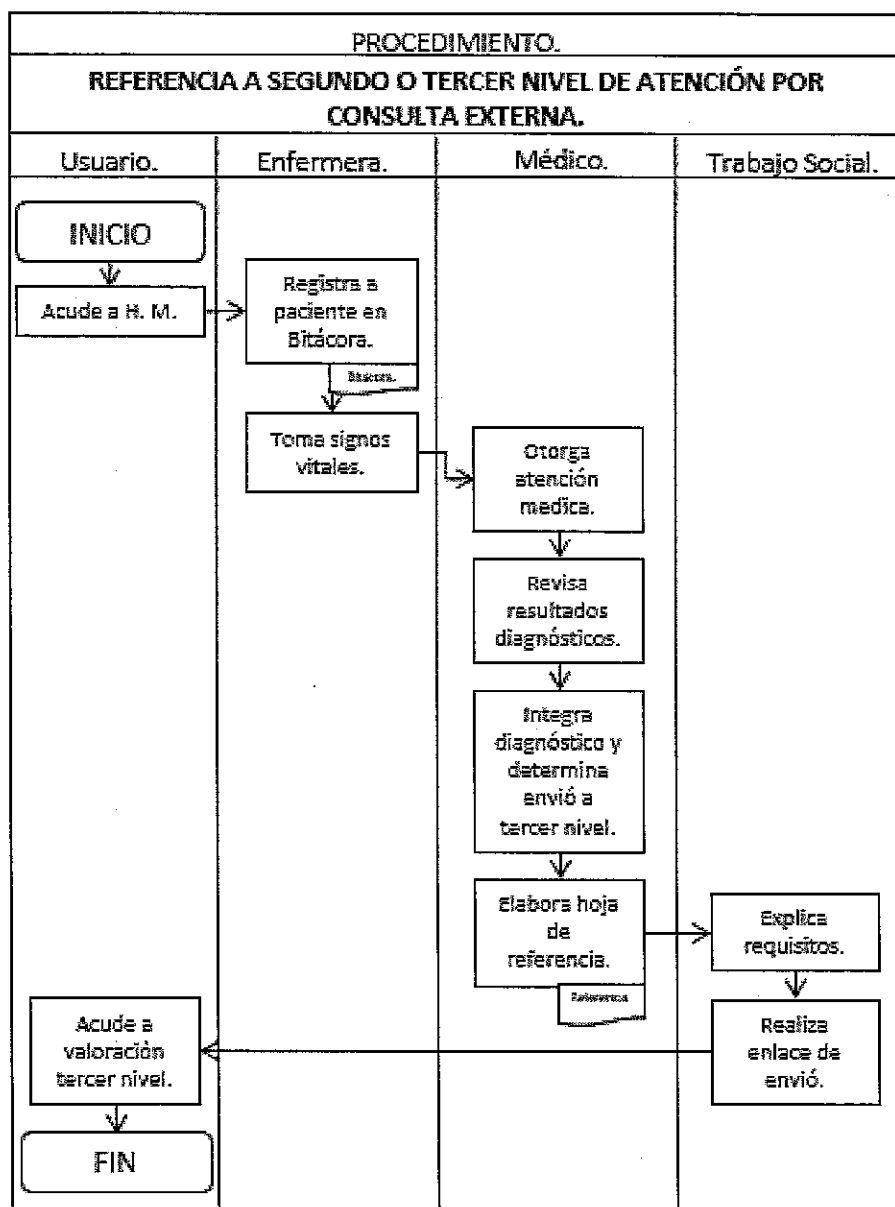 PROCEDIMIENTO.
REFERENCIA A SEGUNDO O TERCER NIVEL DE ATENCIÓN POR
CONSULTA EXTERNA.
Usuario.
Enfermera.
Médico.
Trabajo Social.
INICIO
Acude a H. M.
Registra a
paciente en
Bitácora.
Bitácora.
Toma signos
vitales.
Otorga
atención
medica.
Revisa
resultados
diagnósticos.
Integra
diagnóstico y
determina
envió a
tercer nivel.
Elabora hoja
de
referencia.
Referencia
Explica
requisitos.
Realiza
enlace de
envió.
Acude a
valoración
tercer nivel.
FIN